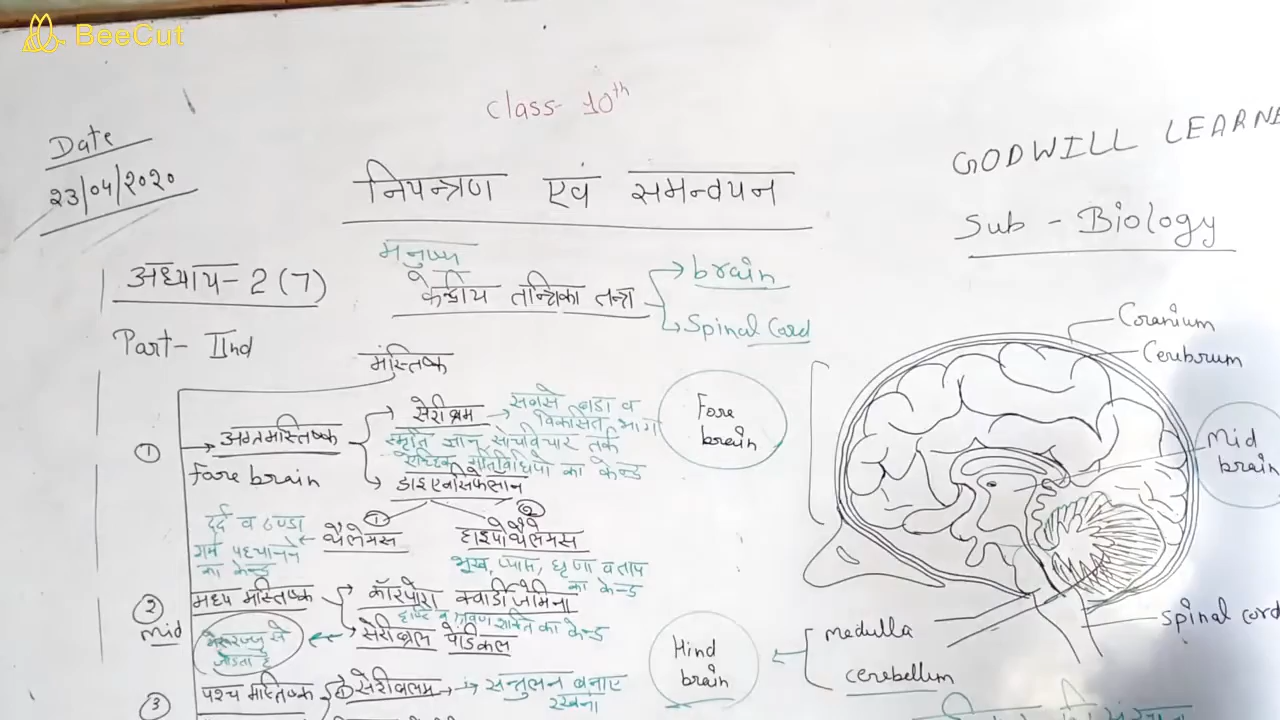 BeeCut
Class- 10th
Date
23/04/2020
GODWILL LEARNE
नियन्त्रण एवं समन्वयन
Sub - Biology
अध्याय- 2 (7)
Part- IInd
मनुष्य
केन्द्रीय तन्त्रिका तन्त्र
brain
Spinal Cord
मस्तिष्क
① अग्रमस्तिष्क
Fore brain
सेरीब्रम
सबसे बडा व
विकसित भाग
स्मृति ज्ञान सोचविचार तर्क
ऐच्छिक गतिविधियो का केन्द्र
डाइएनसिफेलॉन
① थैलेमस
दर्द व ठण्डा
गर्म पहचानने
का केन्द्र
② हाइपोथैलेमस
भूख, प्यास, घृणा व ताप
का केन्द्र
② मध्य मस्तिष्क
mid
कॉरपोरा क्वार्डीजेमिना
दृष्टि व श्रवण शक्ति का केन्द्र
सेरीब्रल पेडिकल
मेरुरज्जु से
जोडता है
③ पश्च मस्तिष्क
सेरीबेलम
सन्तुलन बनाए
रखना
Fore
brain
Hind
brain
Coranium
Cerebrum
Mid
brain
Spinal cord
medulla
cerebellum